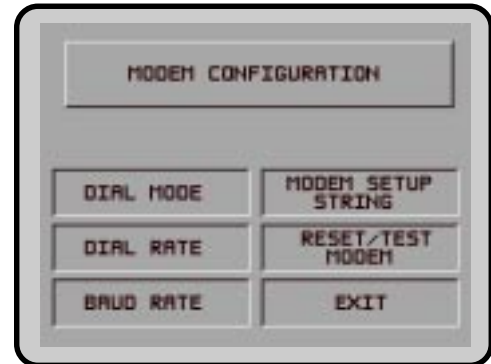 MODEM CONFIGURATION
DIAL MODE
MODEM SETUP
STRING
DIAL RATE
RESET/TEST
MODEM
BAUD RATE
EXIT